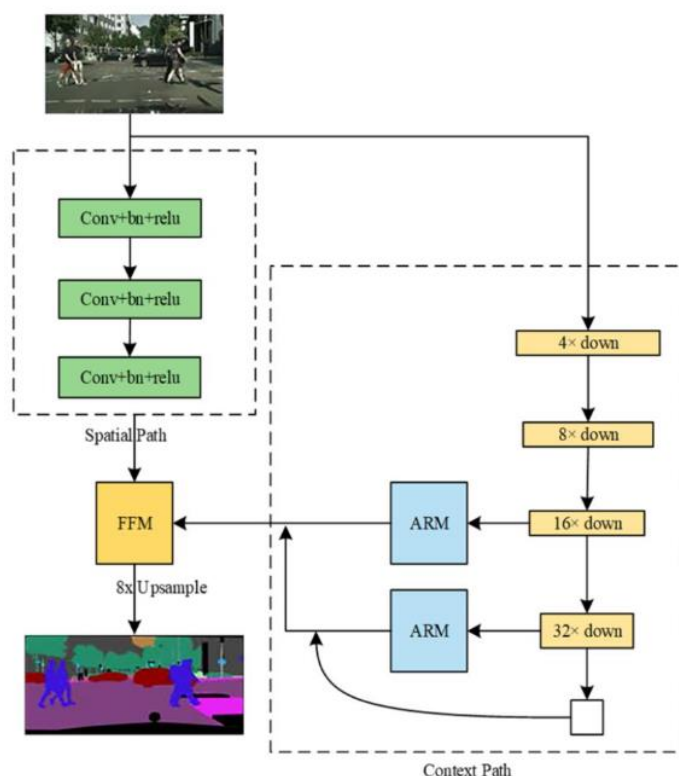 Conv+bn+relu
Conv+bn+relu
Conv+bn+relu
Spatial Path
4× down
8× down
FFM
ARM
16× down
8x Upsample
ARM
32× down
Context Path